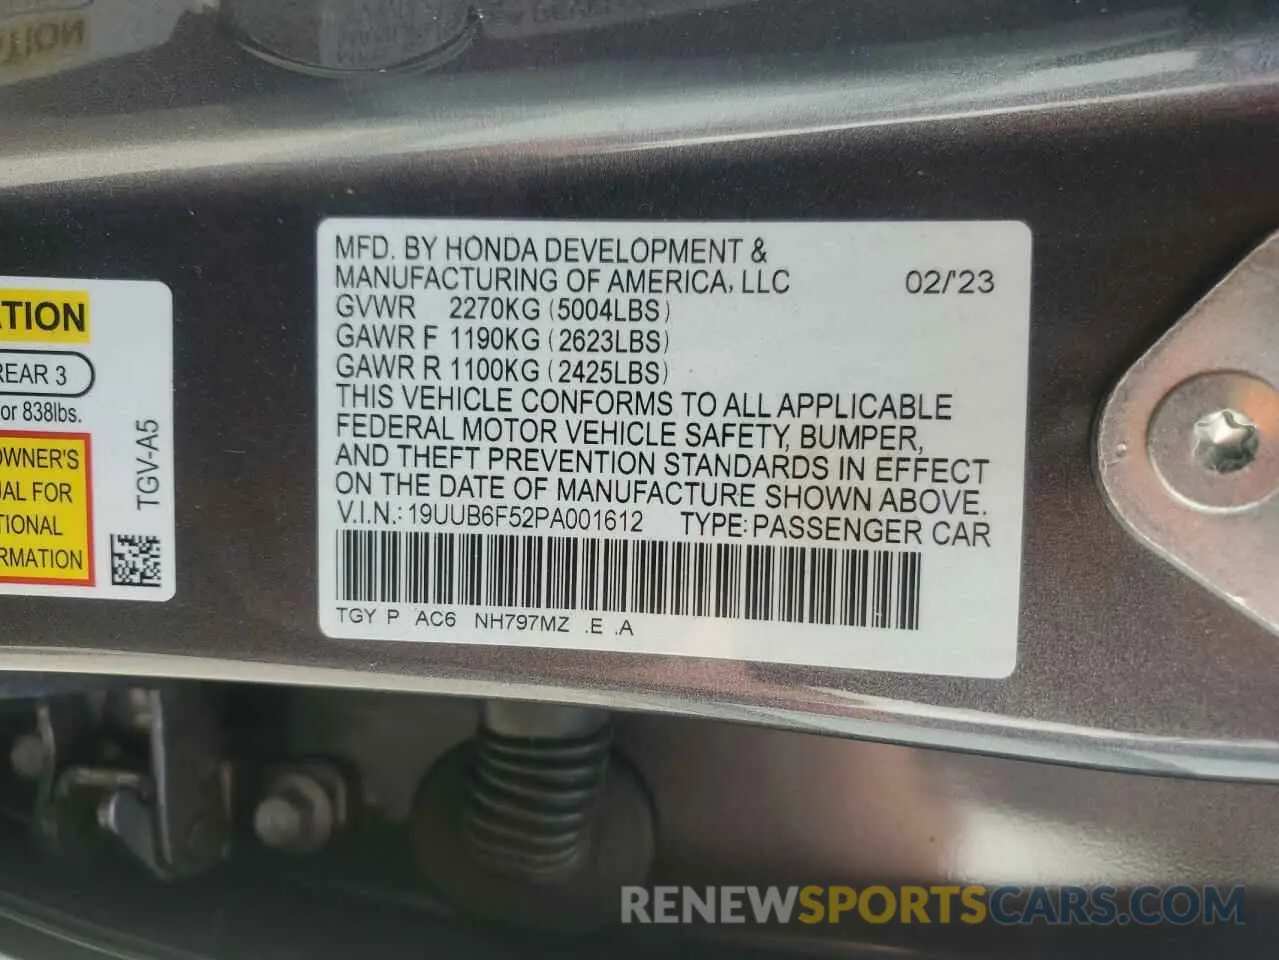 MFD. BY HONDA DEVELOPMENT &
MANUFACTURING OF AMERICA, LLC 02/'23
GVWR 2270KG (5004LBS)
GAWR F 1190KG (2623LBS)
GAWR R 1100KG (2425LBS)
THIS VEHICLE CONFORMS TO ALL APPLICABLE
FEDERAL MOTOR VEHICLE SAFETY, BUMPER,
AND THEFT PREVENTION STANDARDS IN EFFECT
ON THE DATE OF MANUFACTURE SHOWN ABOVE.
V.I.N.: 19UUB6F52PA001612 TYPE: PASSENGER CAR
TGY P AC6 NH797MZ .E .A
ATION
REAR 3
or 838lbs.
OWNER'S
UAL FOR
TIONAL
ORMATION
TGV-A5
RENEWSPORTSCARS.COM